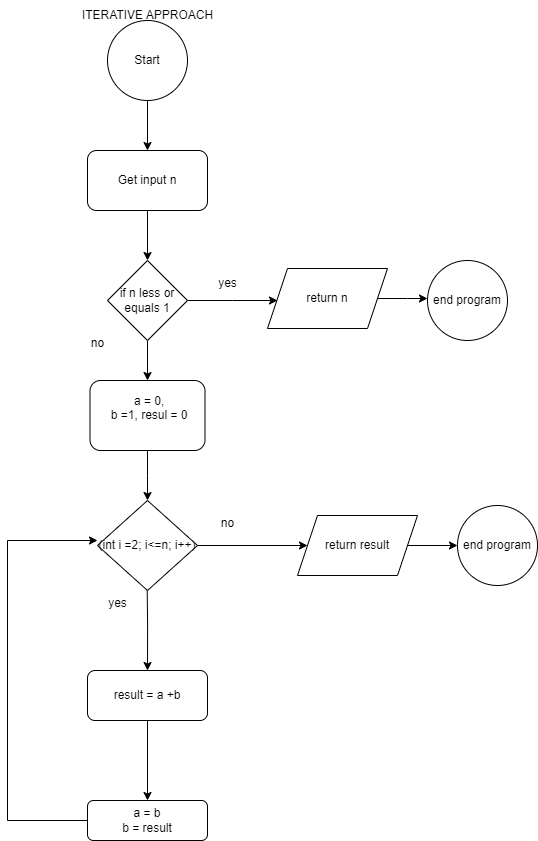 ITERATIVE APPROACH
Start
Get input n
if n less or
equals 1
yes
return n
end program
no
a = 0,
b =1, resul = 0
(int i =2; i<=n; i++)
no
return result
end program
yes
result = a +b
a = b
b = result